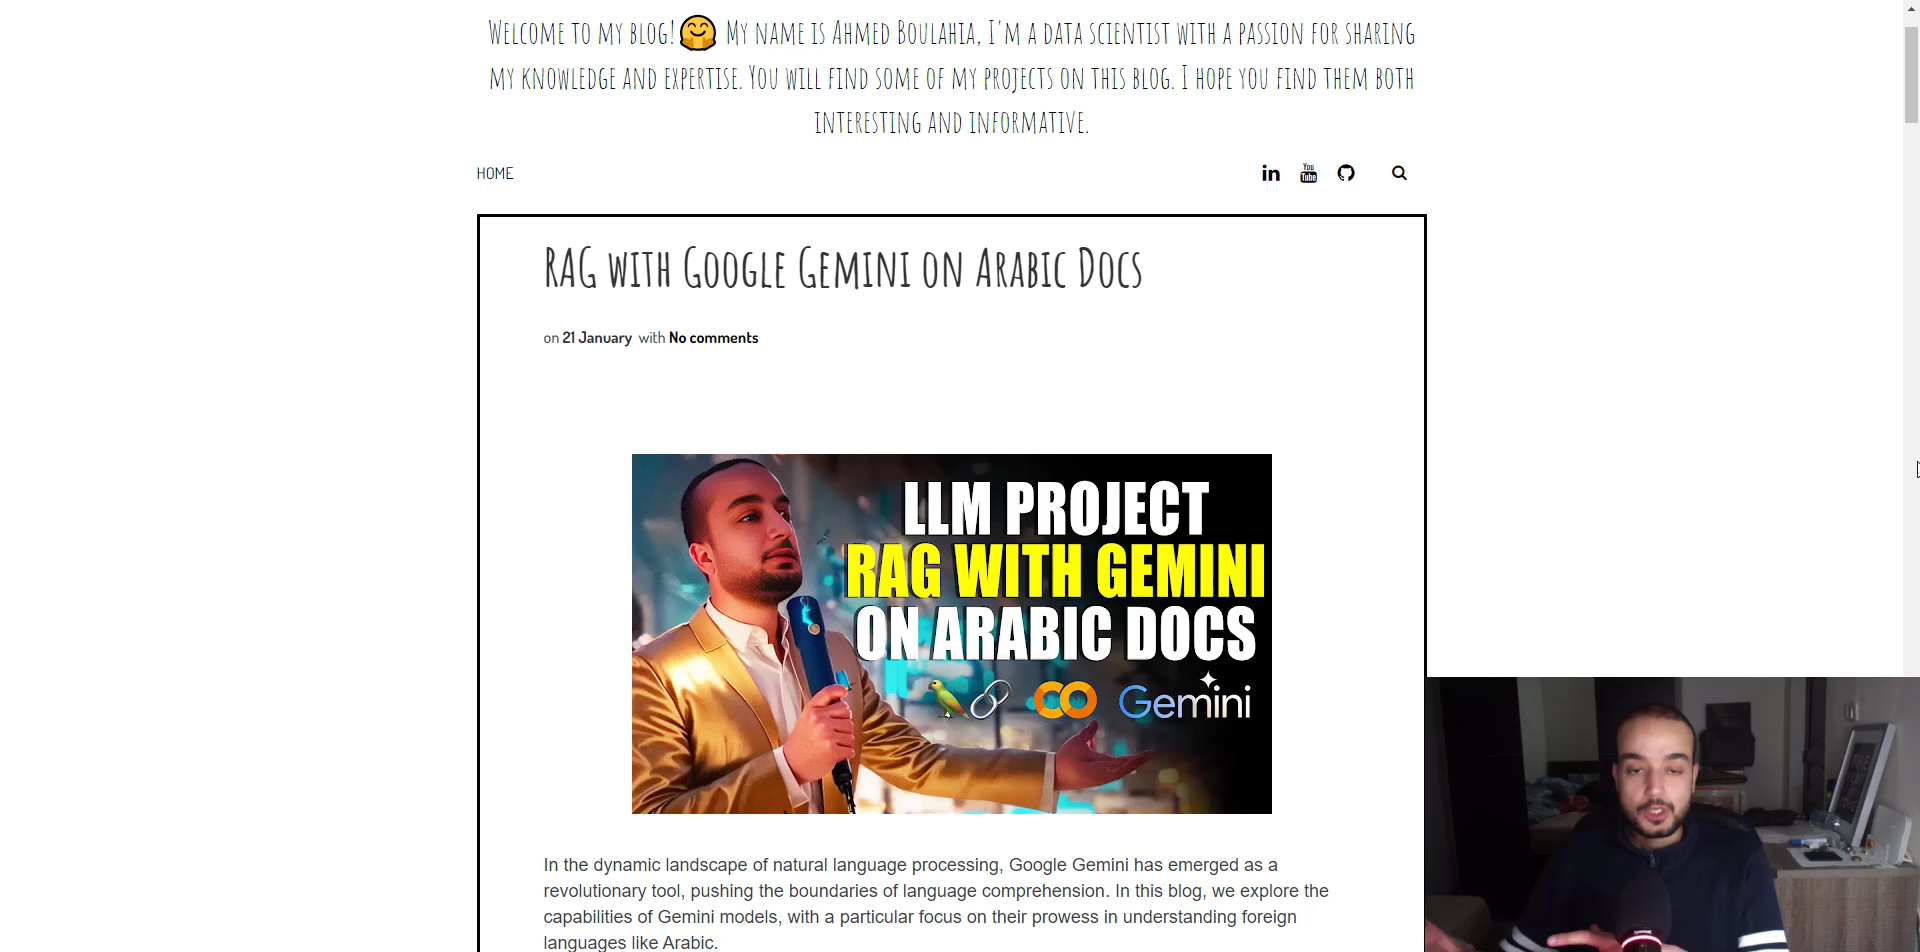 Welcome to my blog!🤗 My name is Ahmed Boulahia, I'm a data scientist with a passion for sharing
my knowledge and expertise. You will find some of my projects on this blog. I hope you find them both
interesting and informative.
HOME
in
You
Tube
RAG with Google Gemini on Arabic Docs
on 21 January with No comments
LLM PROJECT
RAG WITH GEMINI
ON ARABIC DOCS
Gemini
In the dynamic landscape of natural language processing, Google Gemini has emerged as a
revolutionary tool, pushing the boundaries of language comprehension. In this blog, we explore the
capabilities of Gemini models, with a particular focus on their prowess in understanding foreign
languages like Arabic.